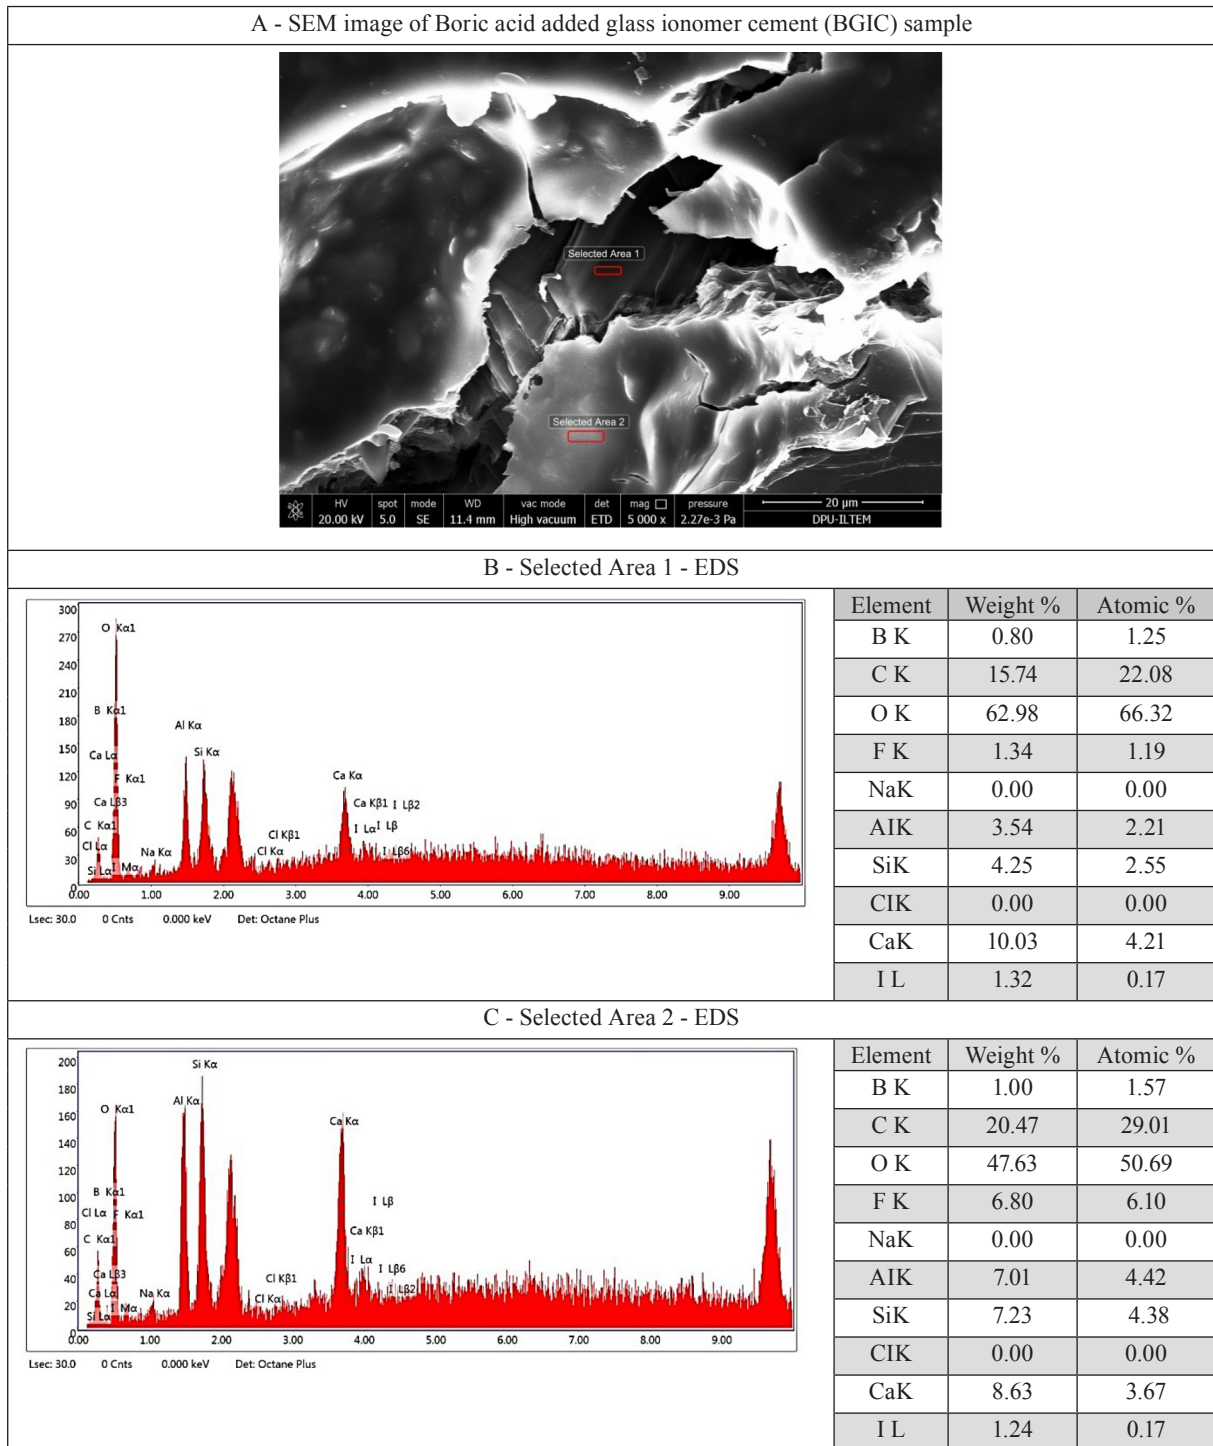 A - SEM image of Boric acid added glass ionomer cement (BGIC) sample
Selected Area 1
Selected Area 2
HV spot mode WD vac mode det mag pressure 20 μm
20.00 kV 5.0 SE 11.4 mm High vacuum ETD 5 000 x 2.27e-3 Pa DPU-ILTEM
B - Selected Area 1 - EDS
300
270
240
210
180
150
120
90
60
30
0
O Kα1
B Kα1
Ca Lα
F Kα1
Ca Lβ3
C Kα1
Cl Lα
Si Lα
I Mα
Na Kα
Al Kα
Si Kα
Cl Kα
Cl Kβ1
Ca Kα
Ca Kβ1
I Lβ2
I Lα
I Lβ
I Lβ6
0.00 1.00 2.00 3.00 4.00 5.00 6.00 7.00 8.00 9.00
Lsec: 30.0 0 Cnts 0.000 keV Det: Octane Plus
Element Weight % Atomic %
B K 0.80 1.25
C K 15.74 22.08
O K 62.98 66.32
F K 1.34 1.19
NaK 0.00 0.00
AIK 3.54 2.21
SiK 4.25 2.55
CIK 0.00 0.00
CaK 10.03 4.21
I L 1.32 0.17
C - Selected Area 2 - EDS
200
180
160
140
120
100
80
60
40
20
O Kα1
B Kα1
Cl Lα
F Kα1
C Kα1
Ca Lβ3
Ca Lα
I Mα
Si Lα
Na Kα
Al Kα
Si Kα
Cl Kα
Cl Kβ1
Ca Kα
I Lβ
Ca Kβ1
I Lα
I Lβ6
I Lβ2
0.00 1.00 2.00 3.00 4.00 5.00 6.00 7.00 8.00 9.00
Lsec: 30.0 0 Cnts 0.000 keV Det: Octane Plus
Element Weight % Atomic %
B K 1.00 1.57
C K 20.47 29.01
O K 47.63 50.69
F K 6.80 6.10
NaK 0.00 0.00
AIK 7.01 4.42
SiK 7.23 4.38
CIK 0.00 0.00
CaK 8.63 3.67
I L 1.24 0.17